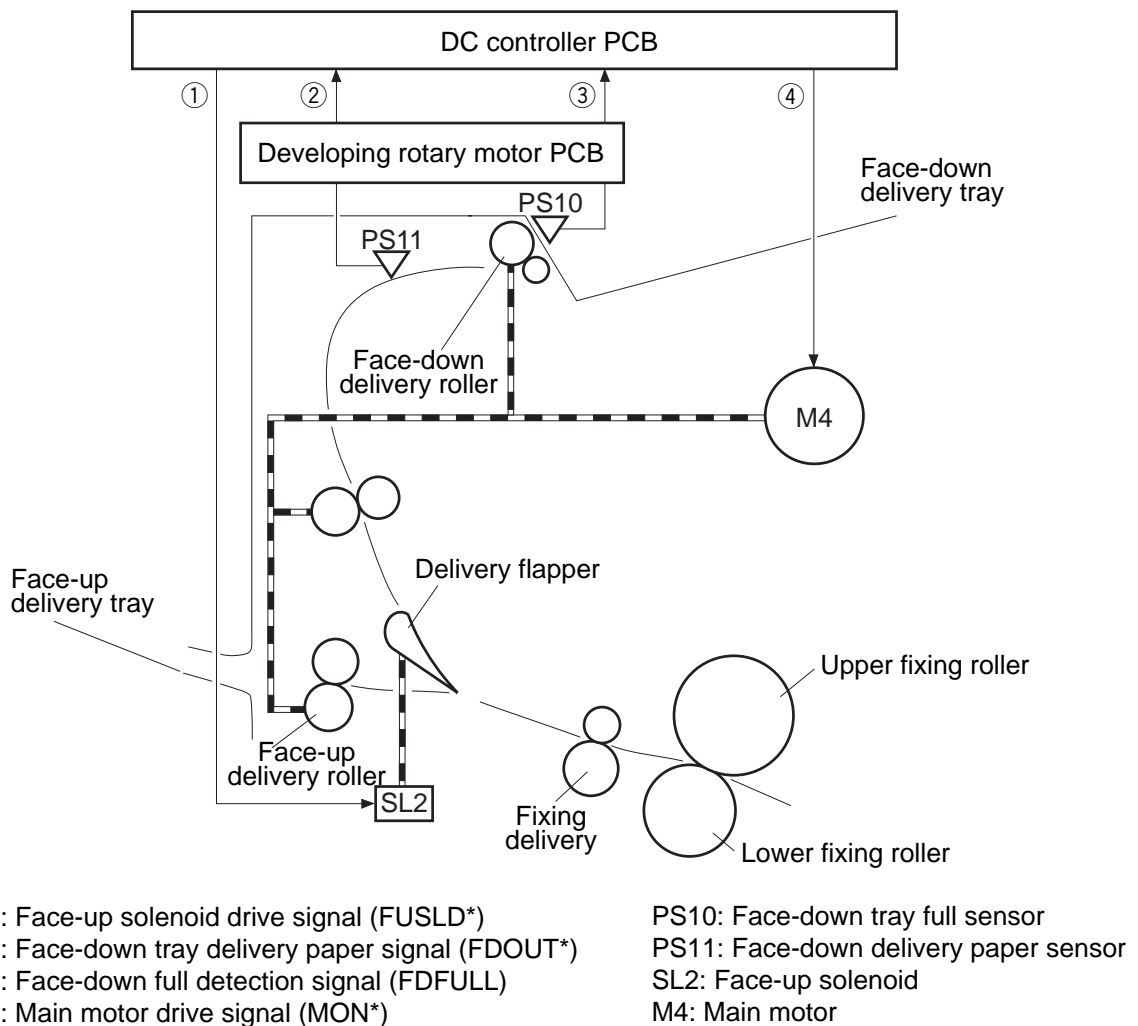 DC controller PCB
① ② ③ ④
Developing rotary motor PCB
Face-down
delivery tray
PS10
PS11
Face-down
delivery roller
M4
Face-up
delivery tray
Delivery flapper
Upper fixing roller
Face-up
delivery roller
SL2
Fixing
delivery
Lower fixing roller
: Face-up solenoid drive signal (FUSLD*)
: Face-down tray delivery paper signal (FDOUT*)
: Face-down full detection signal (FDFULL)
: Main motor drive signal (MON*)
PS10: Face-down tray full sensor
PS11: Face-down delivery paper sensor
SL2: Face-up solenoid
M4: Main motor